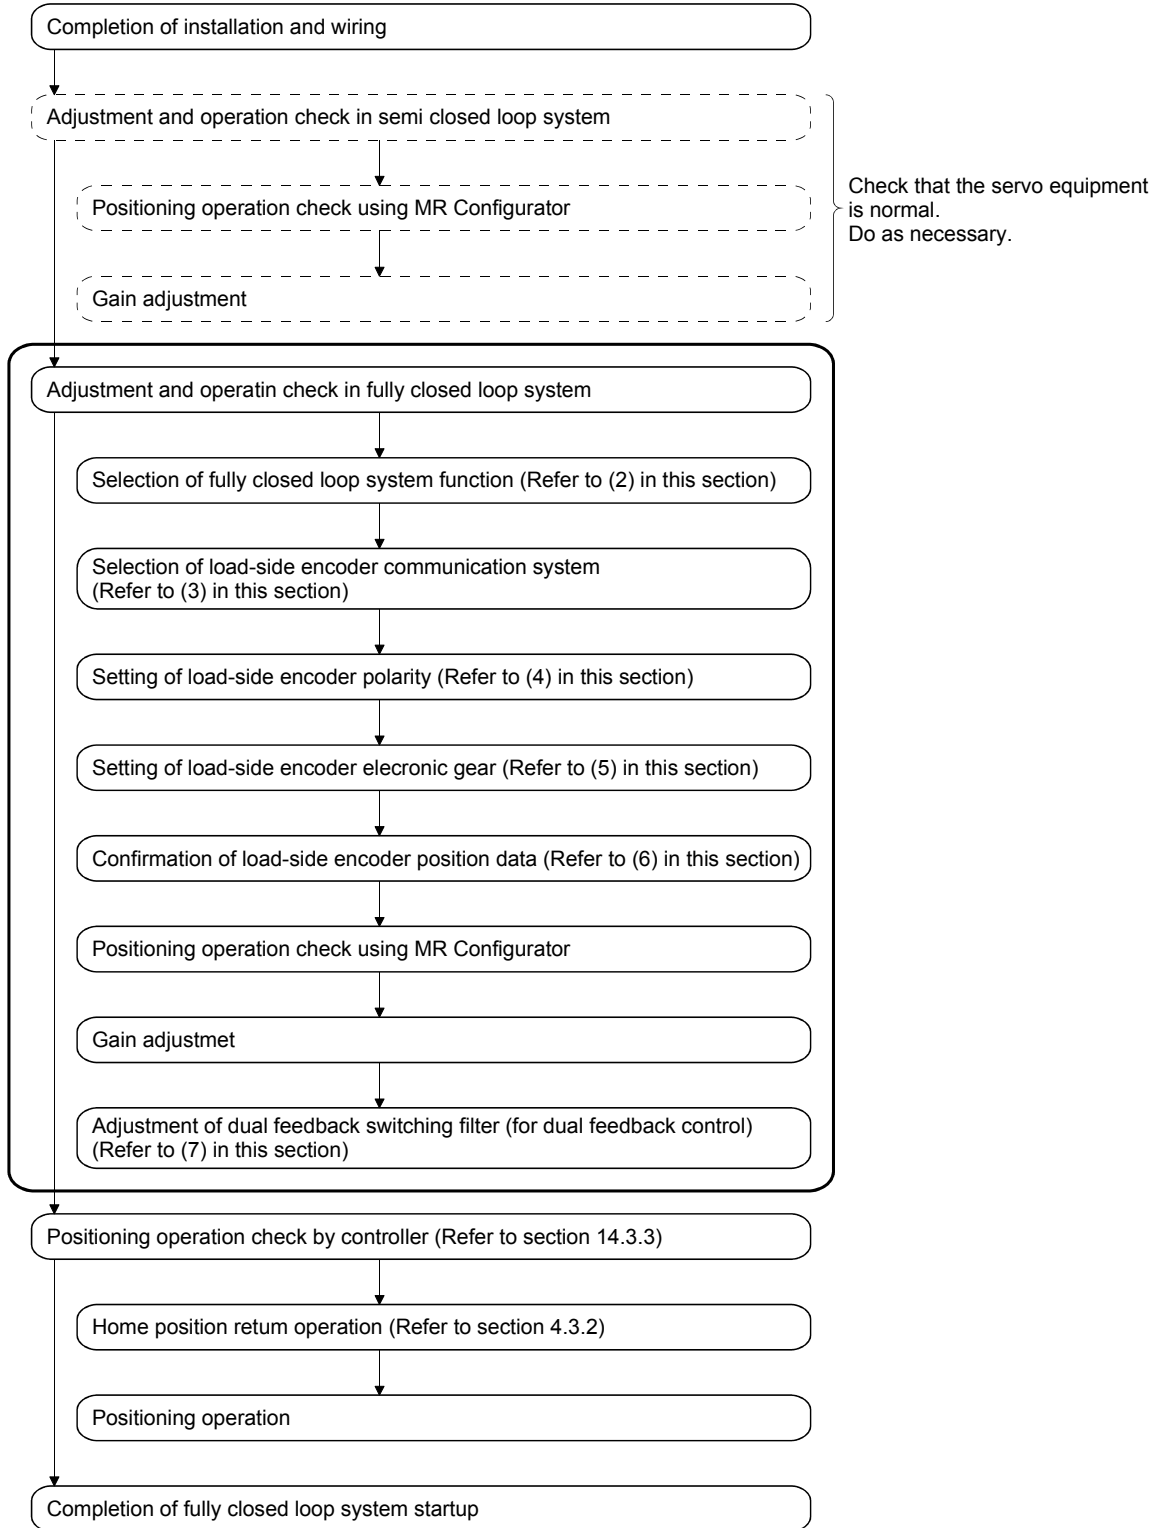 Completion of installation and wiring
Adjustment and operation check in semi closed loop system
Positioning operation check using MR Configurator
Gain adjustment
Check that the servo equipment
is normal.
Do as necessary.
Adjustment and operatin check in fully closed loop system
Selection of fully closed loop system function (Refer to (2) in this section)
Selection of load-side encoder communication system
(Refer to (3) in this section)
Setting of load-side encoder polarity (Refer to (4) in this section)
Setting of load-side encoder elecronic gear (Refer to (5) in this section)
Confirmation of load-side encoder position data (Refer to (6) in this section)
Positioning operation check using MR Configurator
Gain adjustmet
Adjustment of dual feedback switching filter (for dual feedback control)
(Refer to (7) in this section)
Positioning operation check by controller (Refer to section 14.3.3)
Home position retum operation (Refer to section 4.3.2)
Positioning operation
Completion of fully closed loop system startup